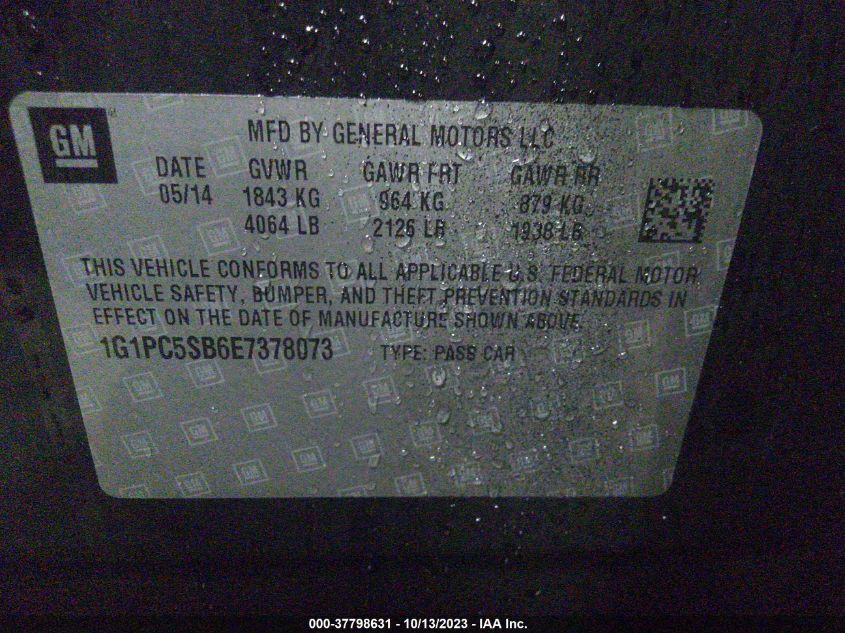 GM
MFD BY GENERAL MOTORS LLC
DATE GVWR GAWR FRT GAWR RR
05/14 1843 KG 964 KG 879 KG
4064 LB 2126 LB 1938 LB
THIS VEHICLE CONFORMS TO ALL APPLICABLE U.S. FEDERAL MOTOR
VEHICLE SAFETY, BUMPER, AND THEFT PREVENTION STANDARDS IN
EFFECT ON THE DATE OF MANUFACTURE SHOWN ABOVE.
1G1PC5SB6E7378073 TYPE: PASS CAR
000-37798631 - 10/13/2023 - IAA Inc.